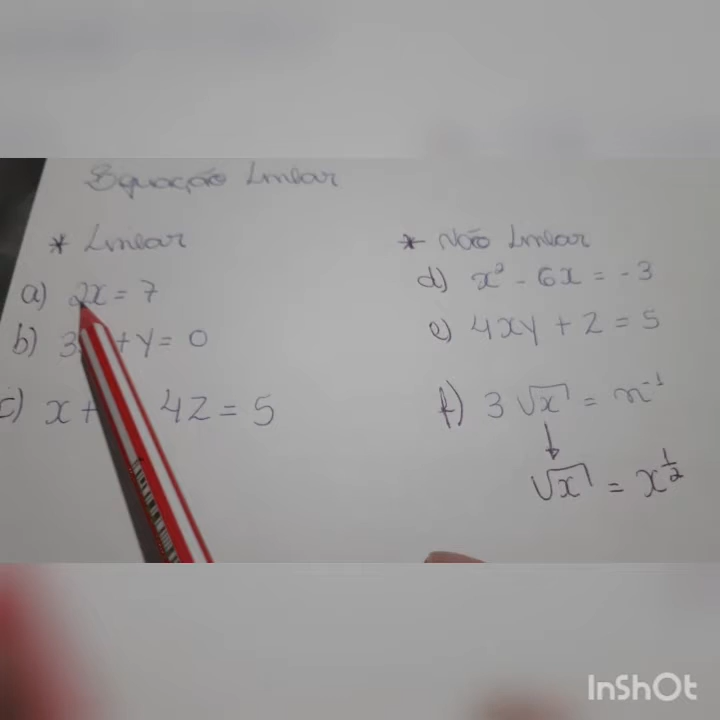 Equação Linear
* Linear
a) 2x = 7
b) 3 + y = 0
c) x + 4z = 5
* Não Linear
d) x² - 6x = -3
e) 4xy + z = 5
f) 3 √x = x⁻¹
↓
√x = x^½
InShOt